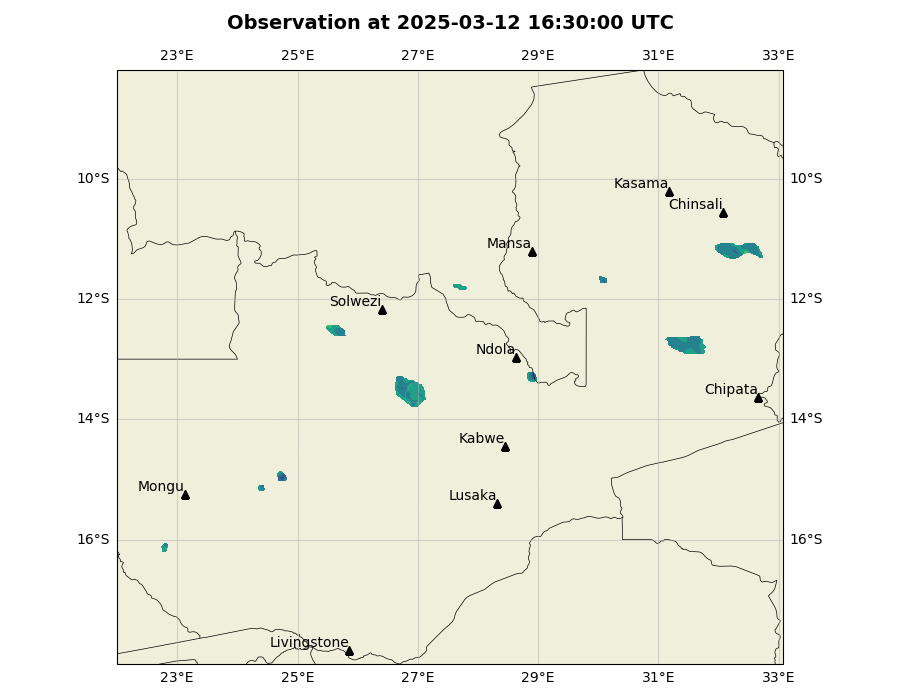 Observation at 2025-03-12 16:30:00 UTC
23°E 25°E 27°E 29°E 31°E 33°E
10°S 10°S
Kasama
Chinsali
Mansa
12°S 12°S
Solwezi
Ndola
Chipata
14°S 14°S
Kabwe
Mongu
Lusaka
16°S 16°S
Livingstone
23°E 25°E 27°E 29°E 31°E 33°E